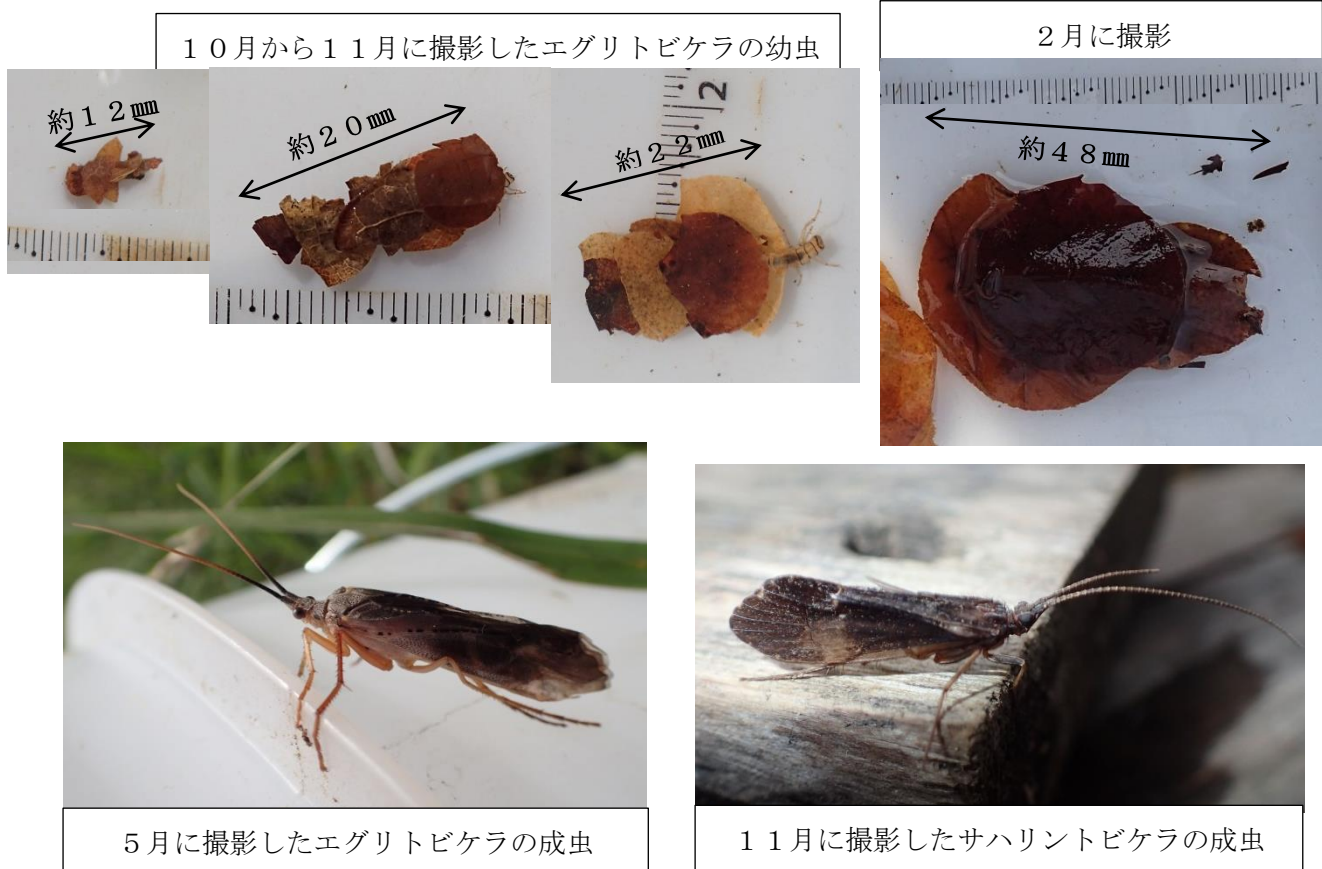 １０月から１１月に撮影したエグリトビケラの幼虫
２月に撮影
約１２㎜
約２０㎜
約２２㎜
2
約４８㎜
５月に撮影したエグリトビケラの成虫
１１月に撮影したサハリントビケラの成虫